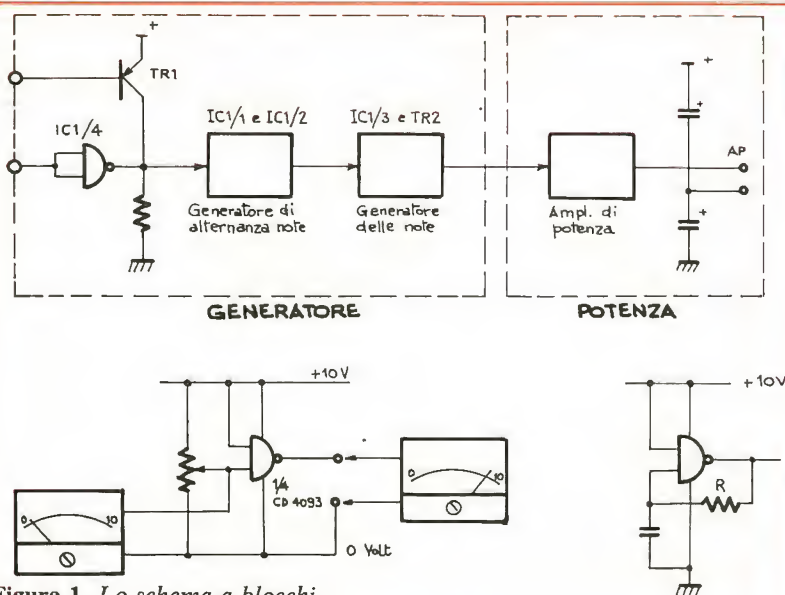 +
TR1
IC1/4
IC1/1 e IC1/2
IC1/3 e TR2
Generatore di
alternanza note
Generatore
delle note
GENERATORE
+
+
AP
Ampl. di
potenza
+
POTENZA
+10V
1/4
CD 4093
0
10
0
10
0 Volt
+10V
R
Figura 1. Lo schema a blocchi